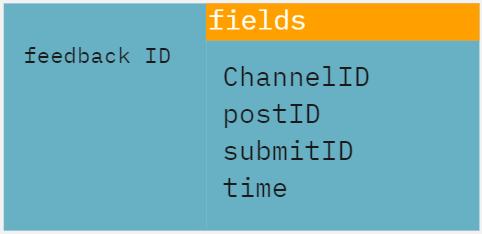 feedback ID
fields
ChannelID
postID
submitID
time